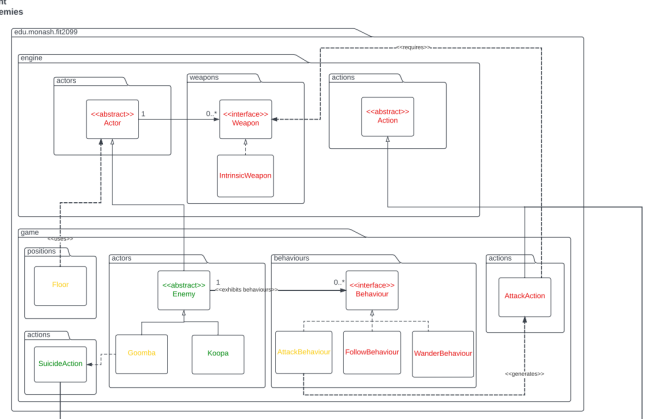 nt
emies
edu.monash.fit2099
<<requires>>
engine
actors
weapons
actions
<<abstract>>
Actor
1
0..*
<<interface>>
Weapon
<<abstract>>
Action
IntrinsicWeapon
game
<<uses>>
positions
actors
behaviours
actions
Floor
<<abstract>>
Enemy
1
<<exhibits behaviours>>
0..*
<<interface>>
Behaviour
AttackAction
actions
SuicideAction
Goomba
Koopa
AttackBehaviour
FollowBehaviour
WanderBehaviour
<<generates>>